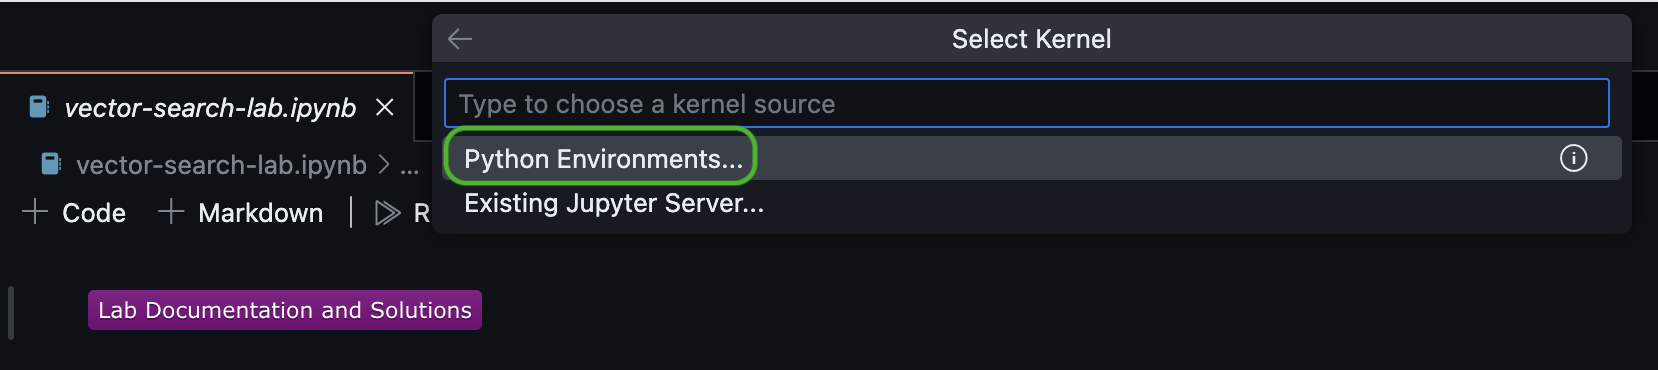 Select Kernel
Type to choose a kernel source
Python Environments...
Existing Jupyter Server...
vector-search-lab.ipynb
vector-search-lab.ipynb > ...
+ Code + Markdown | R
Lab Documentation and Solutions